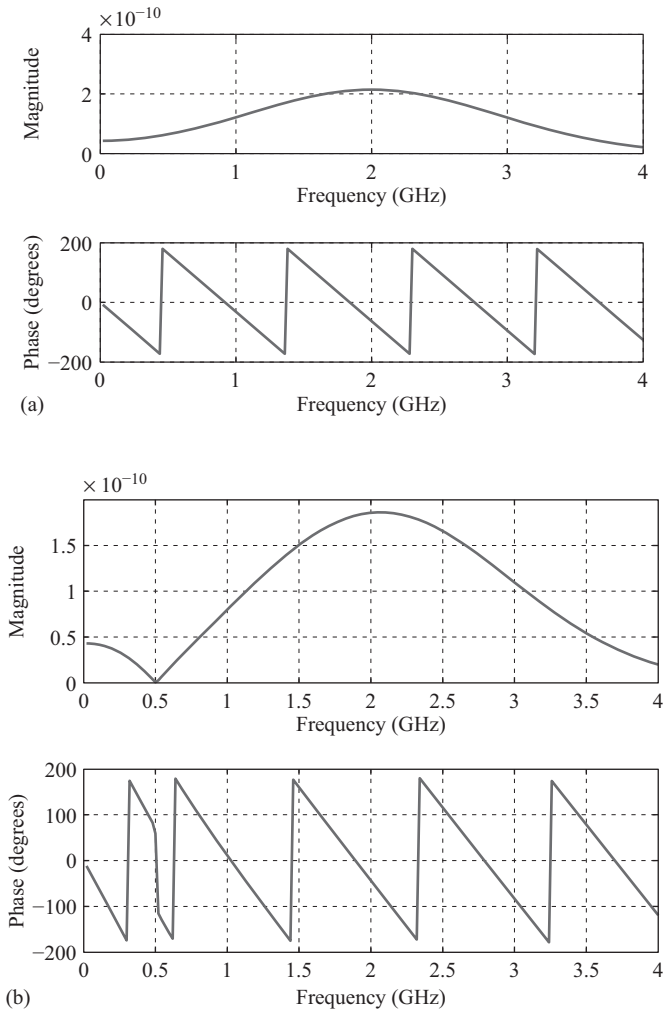 ×10⁻¹⁰
4
2
0
Magnitude
0 1 2 3 4
Frequency (GHz)
200
0
−200
Phase (degrees)
0 1 2 3 4
Frequency (GHz)
(a)
×10⁻¹⁰
1.5
1
0.5
0
Magnitude
0 0.5 1 1.5 2 2.5 3 3.5 4
Frequency (GHz)
200
100
0
−100
−200
Phase (degrees)
0 0.5 1 1.5 2 2.5 3 3.5 4
Frequency (GHz)
(b)